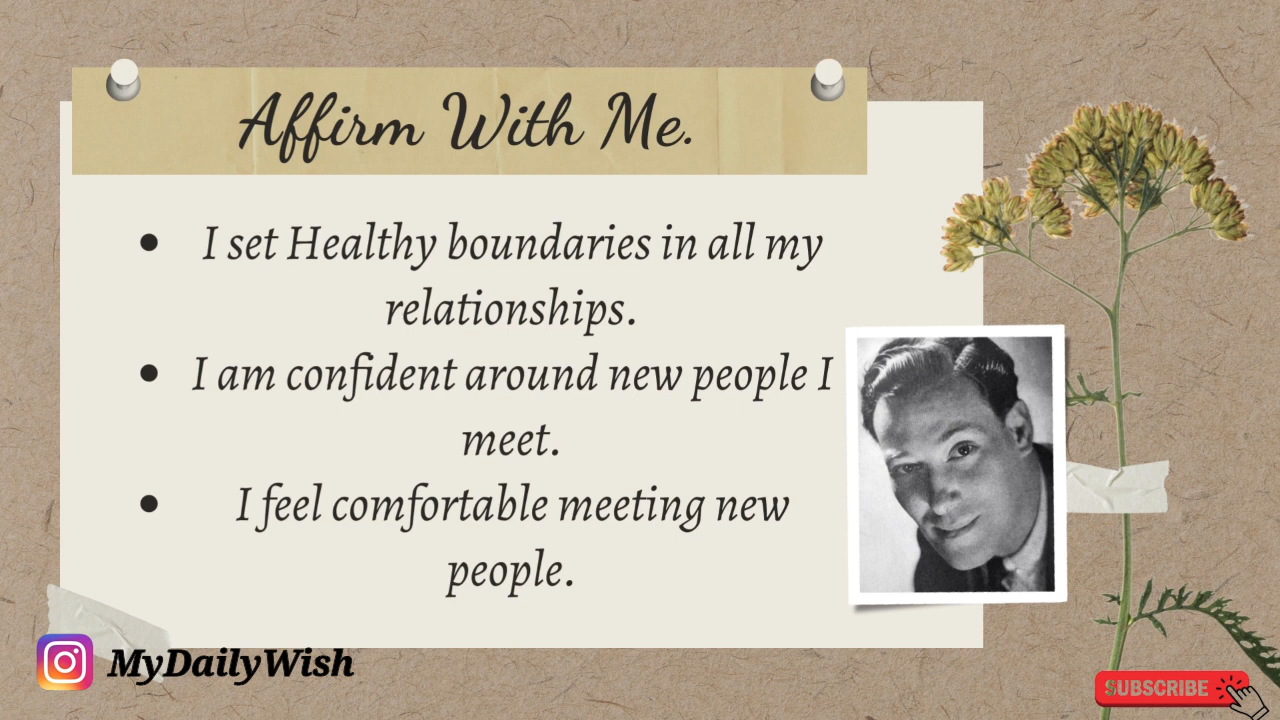 Affirm With Me.
• I set Healthy boundaries in all my
relationships.
• I am confident around new people I
meet.
• I feel comfortable meeting new
people.
MyDailyWish
SUBSCRIBE